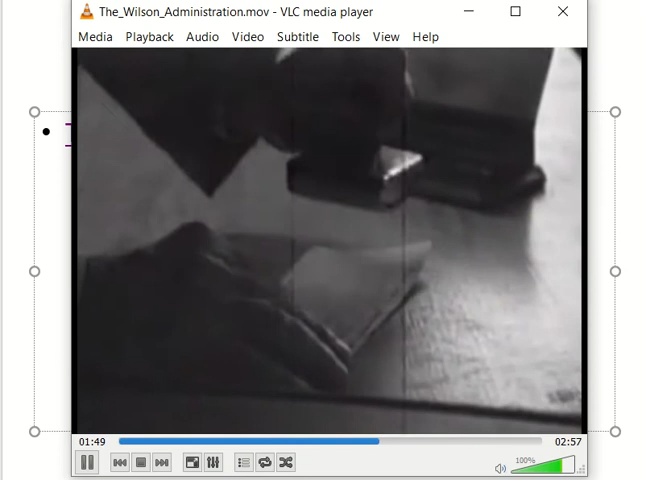 The_Wilson_Administration.mov - VLC media player
Media Playback Audio Video Subtitle Tools View Help
01:49 02:57
100%